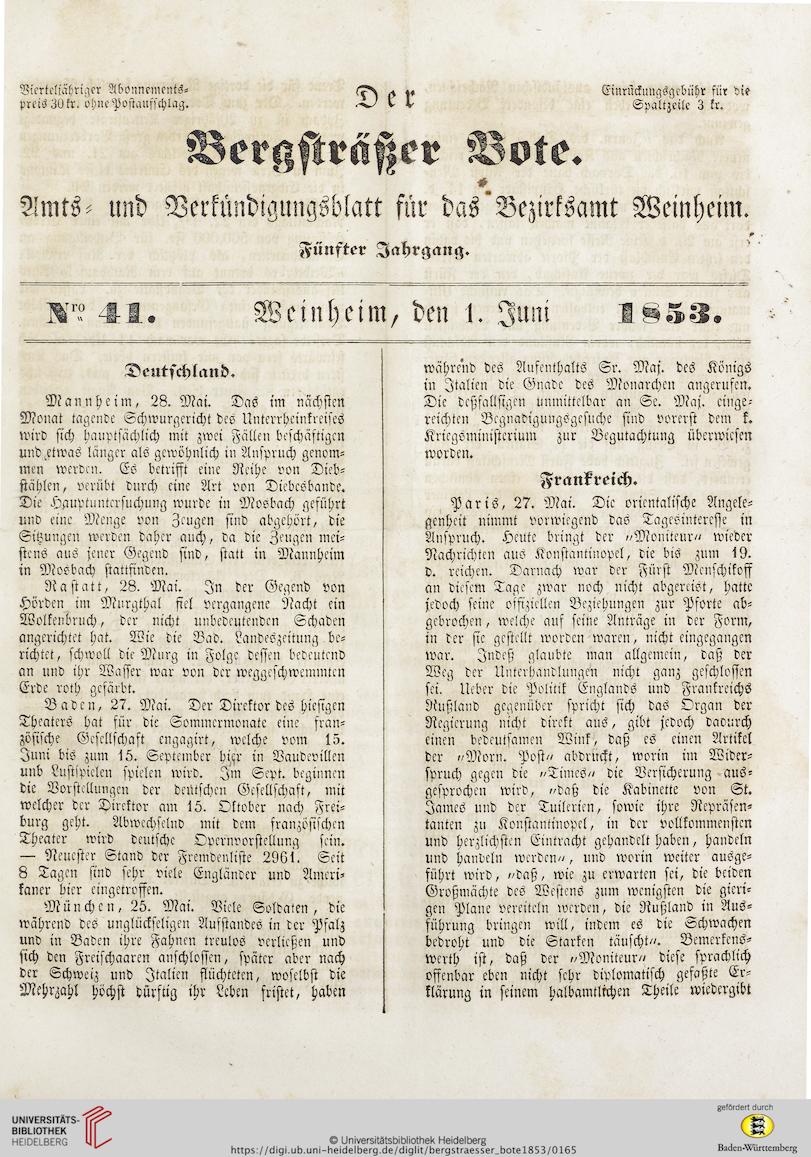 Vierteljähriger Abonnements-
preis 30 kr. ohne Postaufschlag.
Der
Einrückungsgebühr für die
Spaltzeile 3 kr.
Bergsträßer Bote.
Amts- und Verkündigungsblatt für das Bezirksamt Weinheim.
Fünfter Jahrgang.
Nro 41. Weinheim, den 1. Juni 1853.
Deutschland.
Mannheim, 28. Mai. Das im nächsten
Monat tagende Schwurgericht des Unterrheinkreises
wird sich hauptsächlich mit zwei Fällen beschäftigen
und etwas länger als gewöhnlich in Anspruch genom-
men werden. Es betrifft eine Reihe von Dieb-
stählen, verübt durch eine Art von Diebesbande.
Die Hauptuntersuchung wurde in Mosbach geführt
und eine Menge von Zeugen sind abgehört, die
Sitzungen werden daher auch, da die Zeugen mei-
stens aus jener Gegend sind, statt in Mannheim
in Mosbach stattfinden.
Rastatt, 28. Mai. In der Gegend von
Hörden im Murgthal fiel vergangene Nacht ein
Wolkenbruch, der nicht unbedeutenden Schaden
angerichtet hat. Wie die Bad. Landeszeitung be-
richtet, schwoll die Murg in Folge dessen bedeutend
an und ihr Wasser war von der weggeschwemmten
Erde roth gefärbt.
Baden, 27. Mai. Der Direktor des hiesigen
Theaters hat für die Sommermonate eine fran-
zösische Gesellschaft engagirt, welche vom 15.
Juni bis zum 15. September hier in Vaudevillen
und Lustspielen spielen wird. Im Sept. beginnen
die Vorstellungen der deutschen Gesellschaft, mit
welcher der Direktor am 15. Oktober nach Frei-
burg geht. Abwechselnd mit dem französischen
Theater wird deutsche Opernvorstellung sein.
— Neuester Stand der Fremdenliste 2961. Seit
8 Tagen sind sehr viele Engländer und Ameri-
kaner hier eingetroffen.
München, 25. Mai. Viele Soldaten, die
während des unglückseligen Aufstandes in der Pfalz
und in Baden ihre Fahnen treulos verließen und
sich den Freischaaren anschlossen, später aber nach
der Schweiz und Italien flüchteten, woselbst die
Mehrzahl höchst dürftig ihr Leben fristet, haben
während des Aufenthalts Sr. Maj. des Königs
in Italien die Gnade des Monarchen angerufen.
Die deßfallsigen unmittelbar an Se. Maj. einge-
reichten Begnadigungsgesuche sind vorerst dem k.
Kriegsministerium zur Begutachtung überwiesen
worden.
Frankreich.
Paris, 27. Mai. Die orientalische Angele-
genheit nimmt vorwiegend das Tagesinteresse in
Anspruch. Heute bringt der „Moniteur“ wieder
Nachrichten aus Konstantinopel, die bis zum 19.
d. reichen. Darnach war der Fürst Menschikoff
an diesem Tage zwar noch nicht abgereist, hatte
jedoch seine offiziellen Beziehungen zur Pforte ab-
gebrochen, welche auf seine Anträge in der Form,
in der sie gestellt worden waren, nicht eingegangen
war. Indeß glaubte man allgemein, daß der
Weg der Unterhandlungen nicht ganz geschlossen
sei. Ueber die Politik Englands und Frankreichs
Rußland gegenüber spricht sich das Organ der
Regierung nicht direkt aus, gibt jedoch dadurch
einen bedeutsamen Wink, daß es einen Artikel
der „Morn. Post“ abdruckt, worin im Wider-
spruch gegen die „Times“ die Versicherung aus-
gesprochen wird, „daß die Kabinette von St.
James und der Tuilerien, sowie ihre Repräsen-
tanten zu Konstantinopel, in der vollkommensten
und herzlichsten Eintracht gehandelt haben, handeln
und handeln werden“, und worin weiter ausge-
führt wird, „daß, wie zu erwarten sei, die beiden
Großmächte des Westens zum wenigsten die gieri-
gen Plane vereiteln werden, die Rußland in Aus-
führung bringen will, indem es die Schwachen
bedroht und die Starken täuscht“. Bemerkens-
werth ist, daß der „Moniteur“ diese sprachlich
offenbar eben nicht sehr diplomatisch gefaßte Er-
klärung in seinem halbamtlichen Theile wiedergibt
UNIVERSITÄTS-
BIBLIOTHEK
HEIDELBERG
© Universitätsbibliothek Heidelberg
https://digi.ub.uni-heidelberg.de/diglit/bergstraesser_bote1853/0165
gefördert durch
Baden-Württemberg